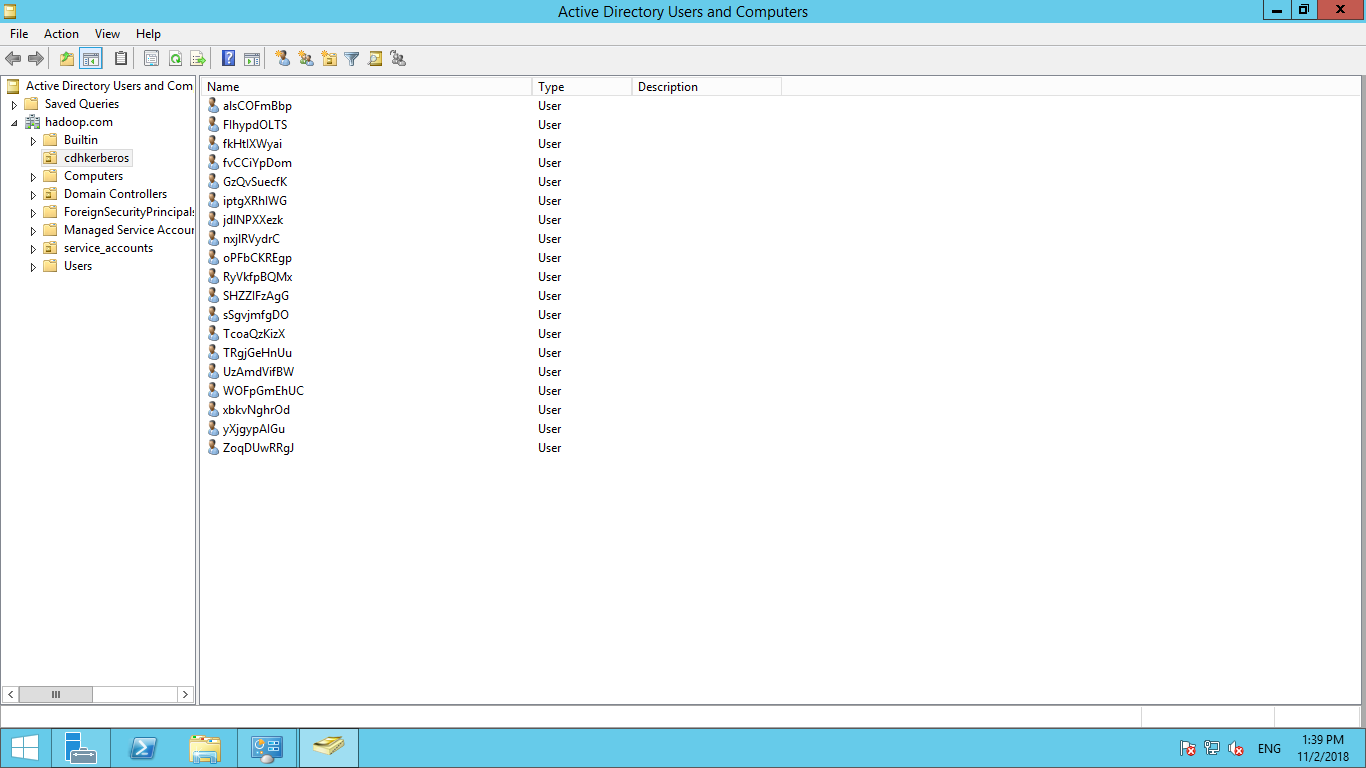 Active Directory Users and Computers
File Action View Help
Active Directory Users and Com
Saved Queries
hadoop.com
Builtin
cdhkerberos
Computers
Domain Controllers
ForeignSecurityPrincipals
Managed Service Accour
service_accounts
Users
Name Type Description
alsCOFmBbp User
FlhypdOLTS User
fkHtlXWyai User
fvCCiYpDom User
GzQvSuecfK User
iptgXRhlWG User
jdlNPXXezk User
nxjlRVydrC User
oPFbCKREgp User
RyVkfpBQMx User
SHZZlFzAgG User
sSgvjmfgDO User
TcoaQzKizX User
TRgjGeHnUu User
UzAmdVifBW User
WOFpGmEhUC User
xbkvNghrOd User
yXjgypAlGu User
ZoqDUwRRgJ User
ENG
1:39 PM
11/2/2018